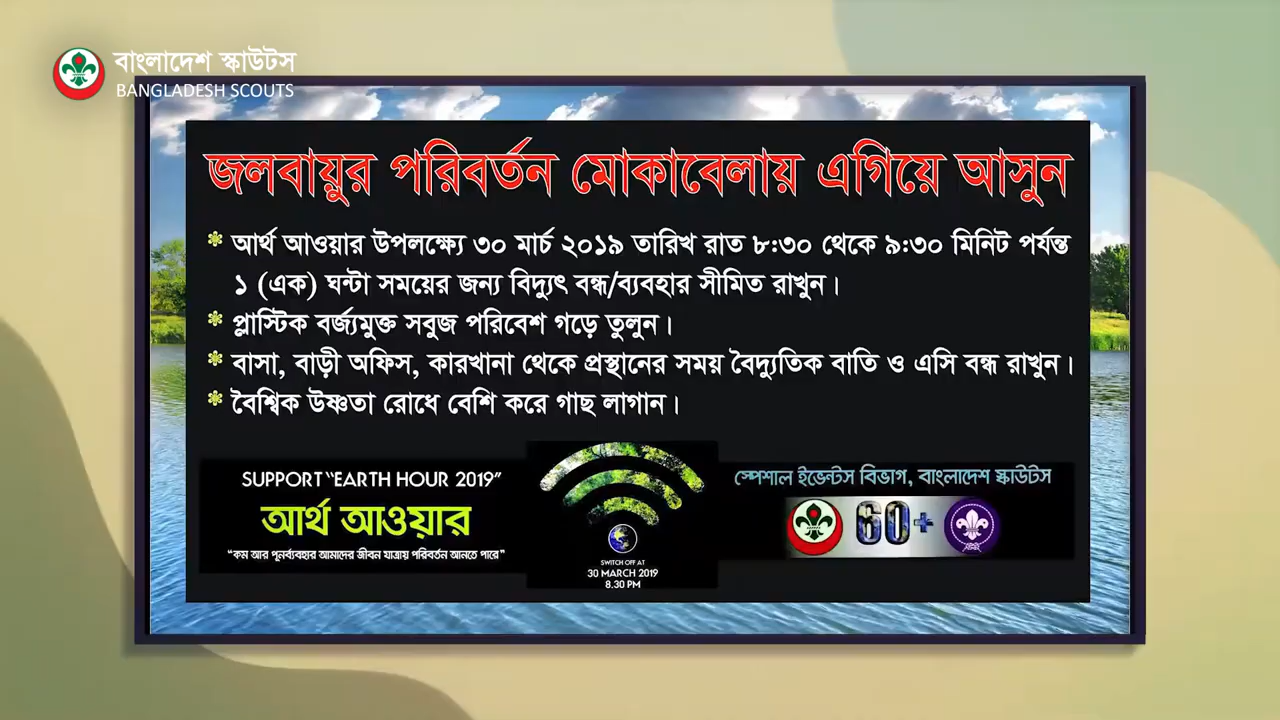 বাংলাদেশ স্কাউটস
BANGLADESH SCOUTS
জলবায়ুর পরিবর্তন মোকাবেলায় এগিয়ে আসুন
আর্থ আওয়ার উপলক্ষ্যে ৩০ মার্চ ২০১৯ তারিখ রাত ৮:৩০ থেকে ৯:৩০ মিনিট পর্যন্ত
১ (এক) ঘন্টা সময়ের জন্য বিদ্যুৎ বন্ধ/ব্যবহার সীমিত রাখুন।
প্লাস্টিক বর্জ্যমুক্ত সবুজ পরিবেশ গড়ে তুলুন।
বাসা, বাড়ী অফিস, কারখানা থেকে প্রস্থানের সময় বৈদ্যুতিক বাতি ও এসি বন্ধ রাখুন।
বৈশ্বিক উষ্ণতা রোধে বেশি করে গাছ লাগান।
SUPPORT "EARTH HOUR 2019"
আর্থ আওয়ার
"কম আর পুনর্ব্যবহার আমাদের জীবন যাত্রায় পরিবর্তন আনতে পারে"
SWITCH OFF AT
30 MARCH 2019
8.30 PM
স্পেশাল ইভেন্টস বিভাগ, বাংলাদেশ স্কাউটস
60+